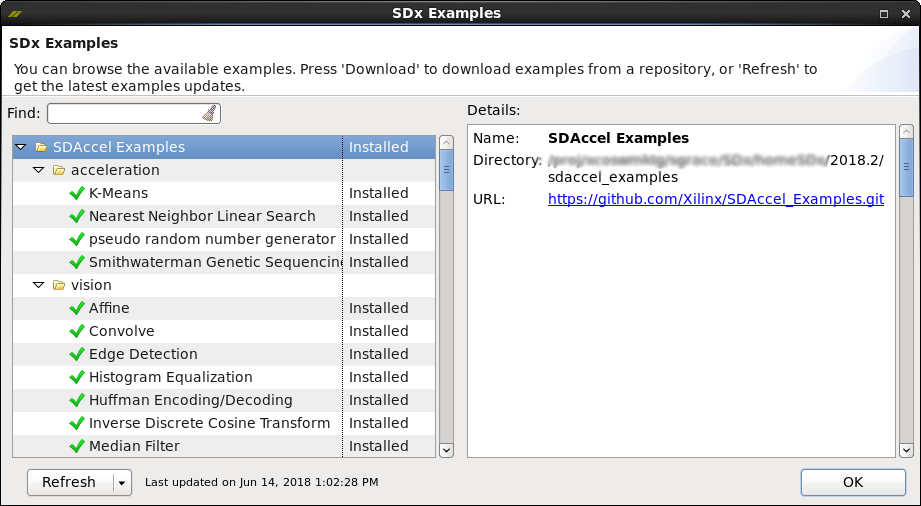 SDx Examples
SDx Examples
You can browse the available examples. Press 'Download' to download examples from a repository, or 'Refresh' to
get the latest examples updates.
Find:
SDAccel Examples Installed
acceleration
K-Means Installed
Nearest Neighbor Linear Search Installed
pseudo random number generator Installed
Smithwaterman Genetic Sequencin Installed
vision
Affine Installed
Convolve Installed
Edge Detection Installed
Histogram Equalization Installed
Huffman Encoding/Decoding Installed
Inverse Discrete Cosine Transform Installed
Median Filter Installed
Details:
Name: SDAccel Examples
Directory: /2018.2/
sdaccel_examples
URL: https://github.com/Xilinx/SDAccel_Examples.git
Refresh Last updated on Jun 14, 2018 1:02:28 PM
OK